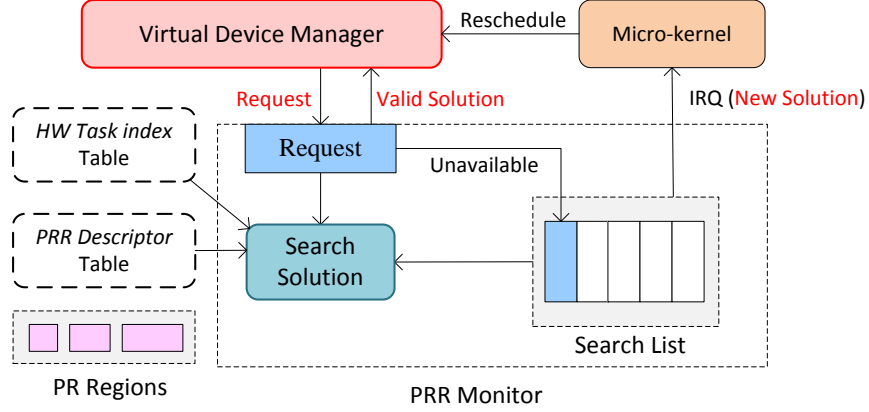 Virtual Device Manager
Reschedule
Micro-kernel
Request
Valid Solution
IRQ (New Solution)
HW Task index
Table
Request
Unavailable
PRR Descriptor
Table
Search
Solution
Search List
PR Regions
PRR Monitor